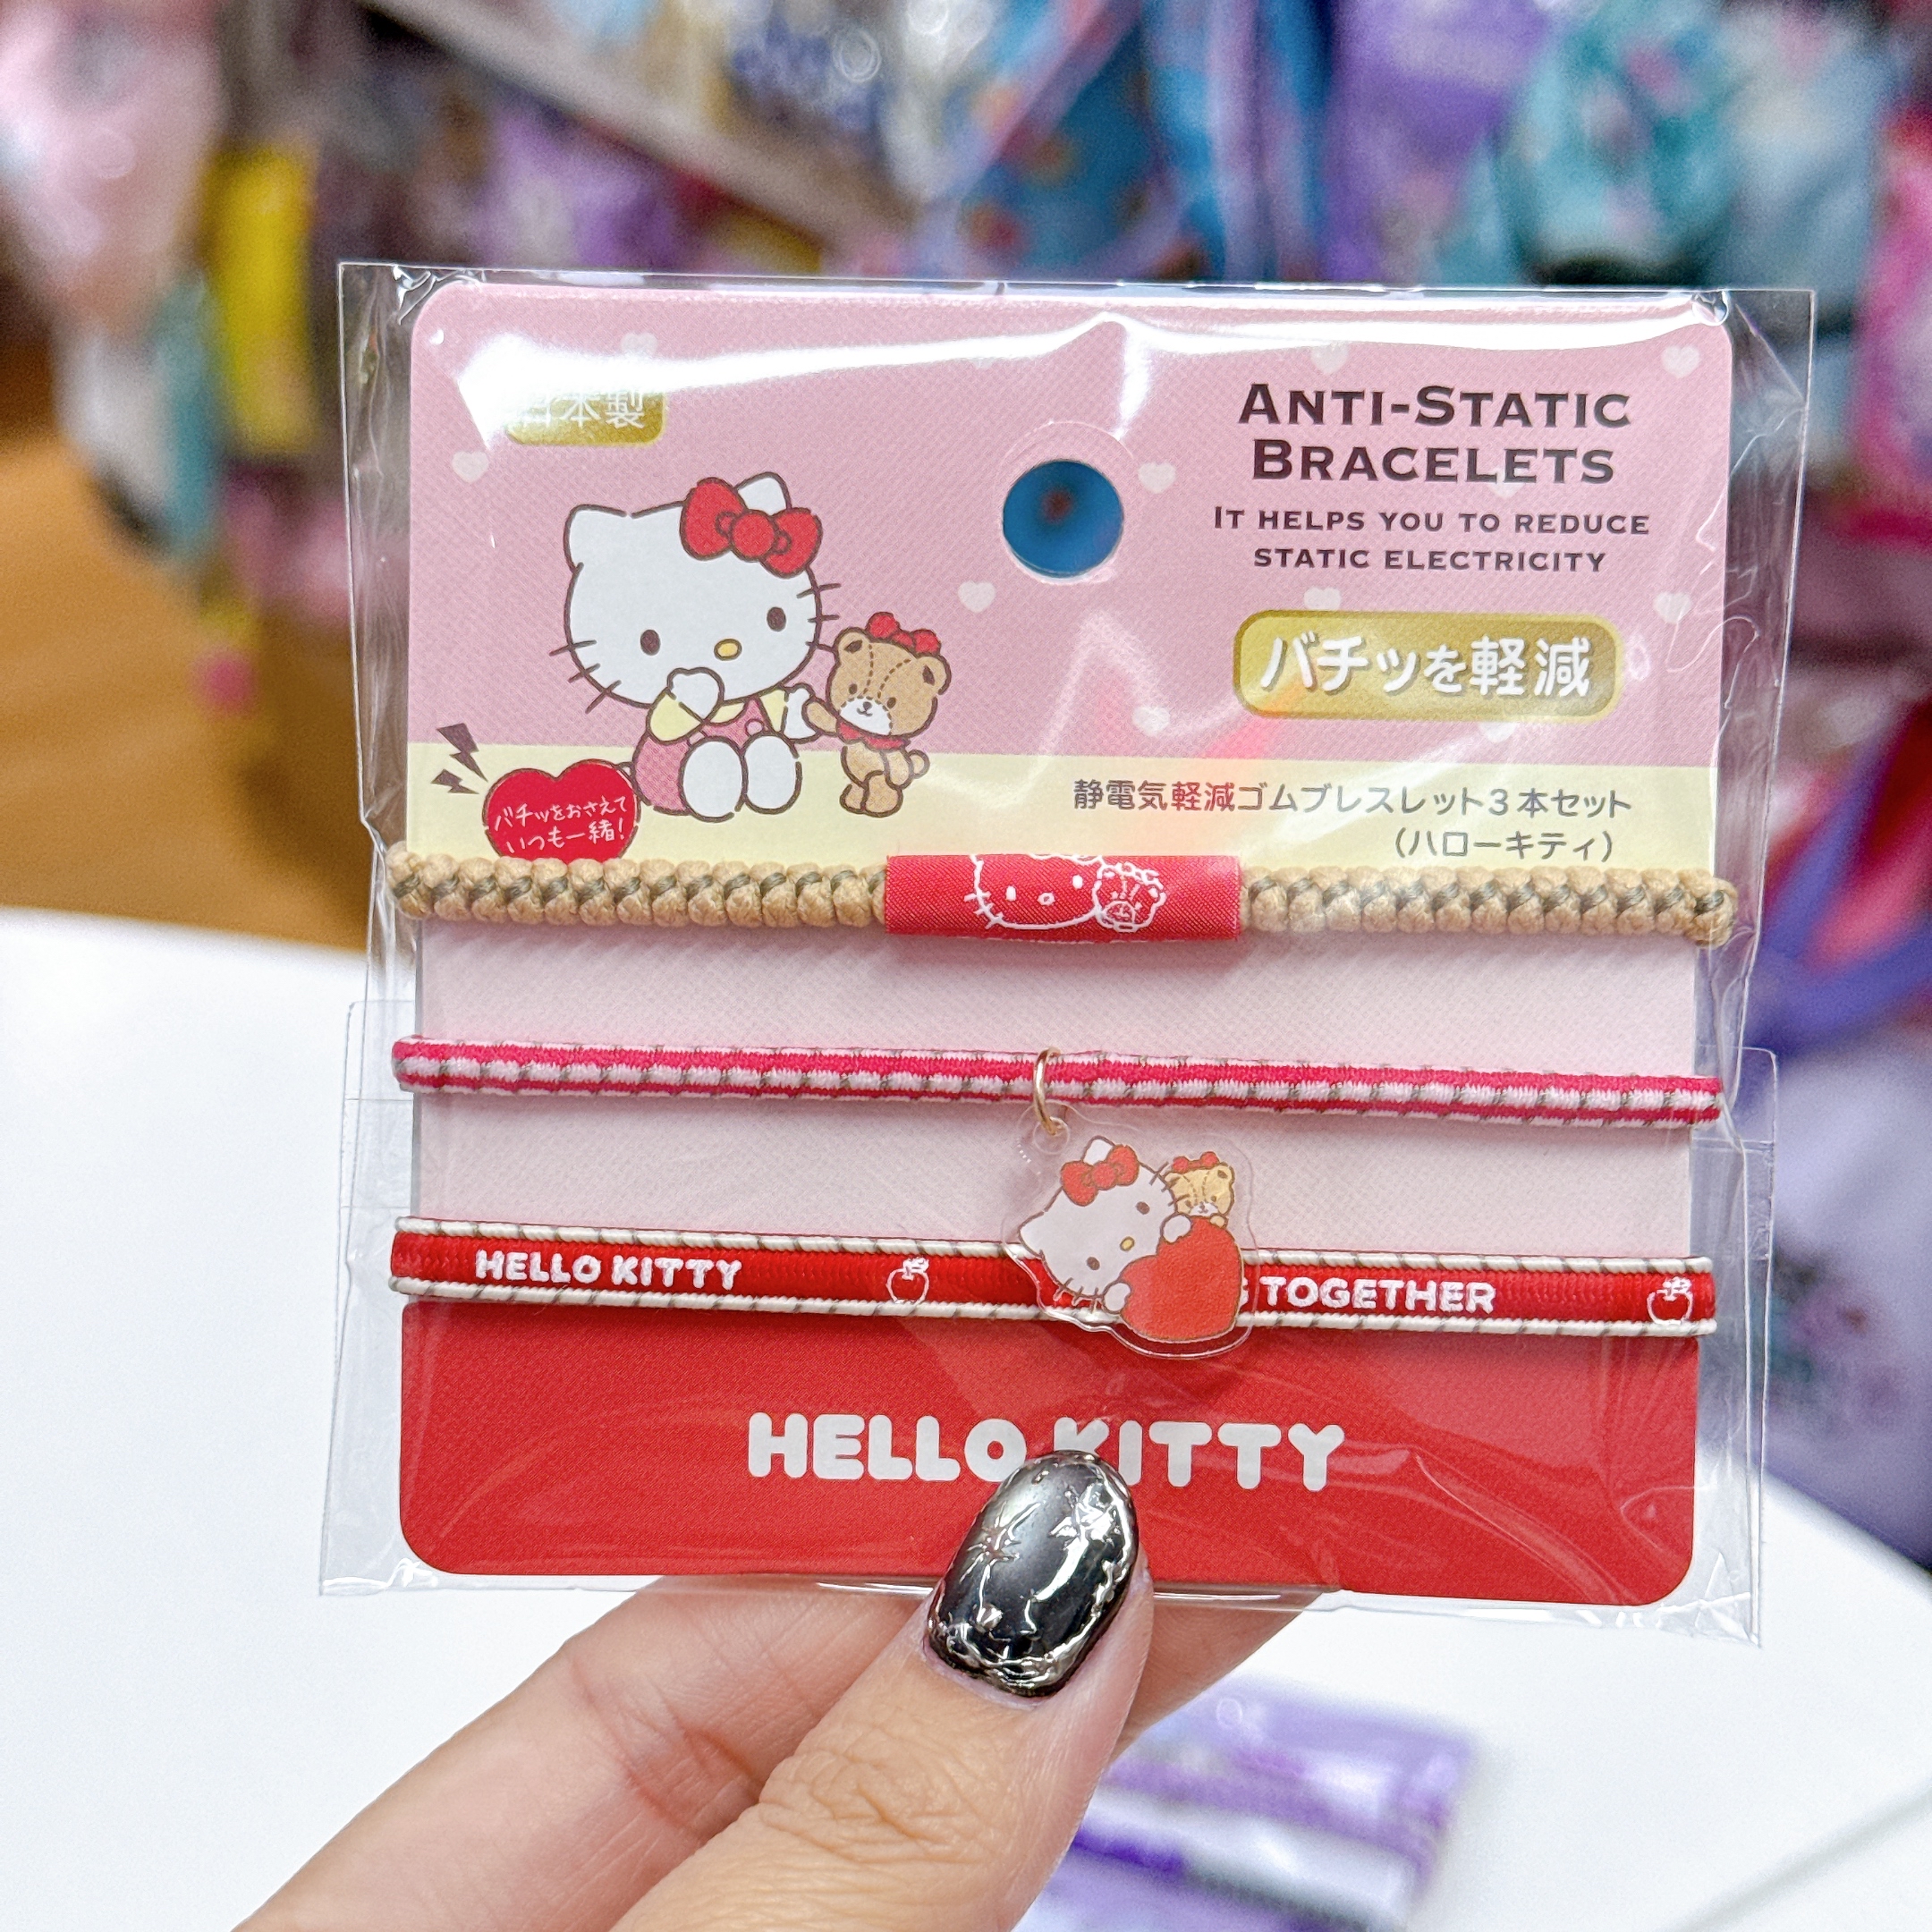 日本製
ANTI-STATIC
BRACELETS
IT HELPS YOU TO REDUCE
STATIC ELECTRICITY
バチッを軽減
バチッをおさえて
いつも一緒!
静電気軽減ゴムブレスレット3本セット
(ハローキティ)
HELLO KITTY
TOGETHER
HELLO KITTY